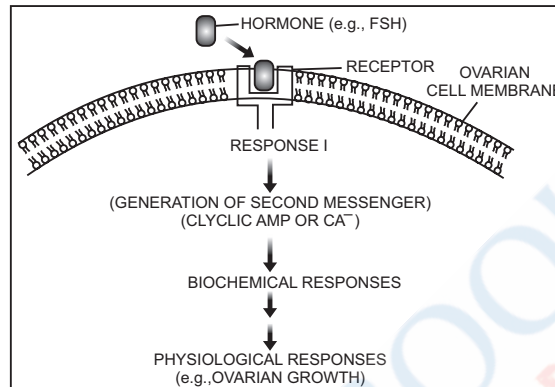 HORMONE (e.g., FSH)
RECEPTOR
OVARIAN
CELL MEMBRANE
RESPONSE I
(GENERATION OF SECOND MESSENGER)
(CLYCLIC AMP OR CA⁻)
BIOCHEMICAL RESPONSES
PHYSIOLOGICAL RESPONSES
(e.g.,OVARIAN GROWTH)